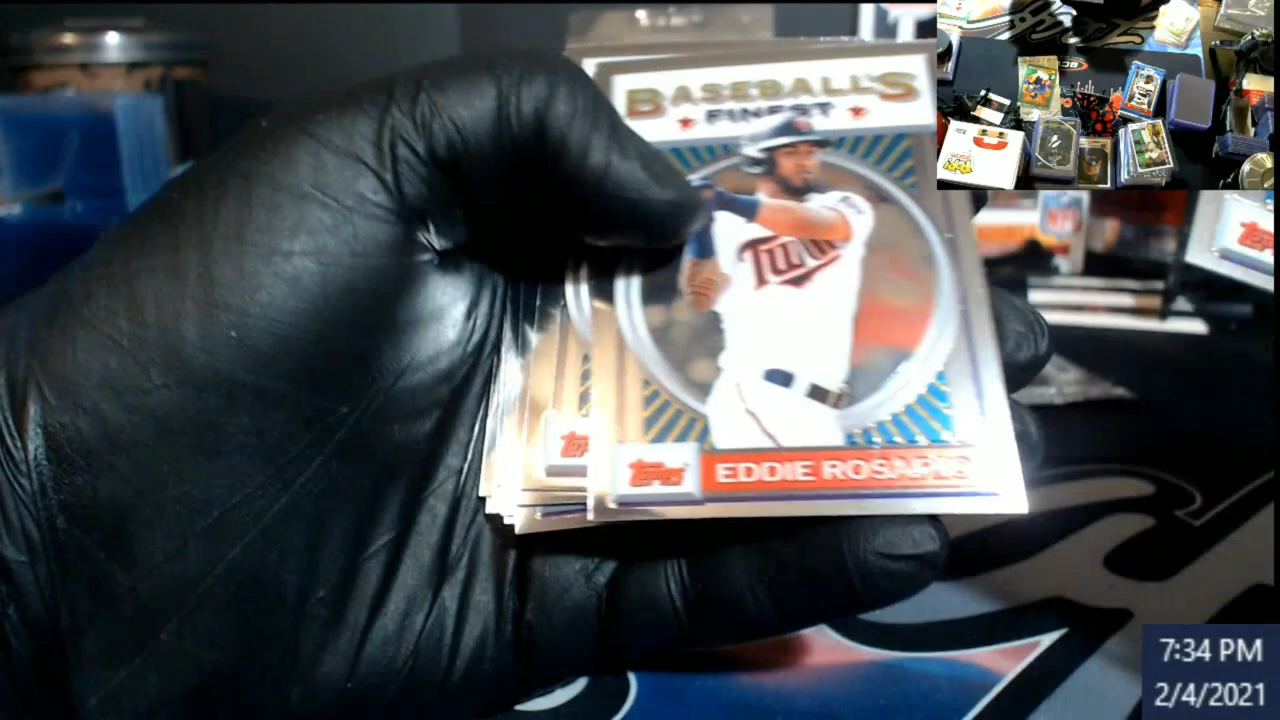 BASEBALL'S
FINEST
TWINS
Topps
EDDIE ROSARIO
7:34 PM
2/4/2021